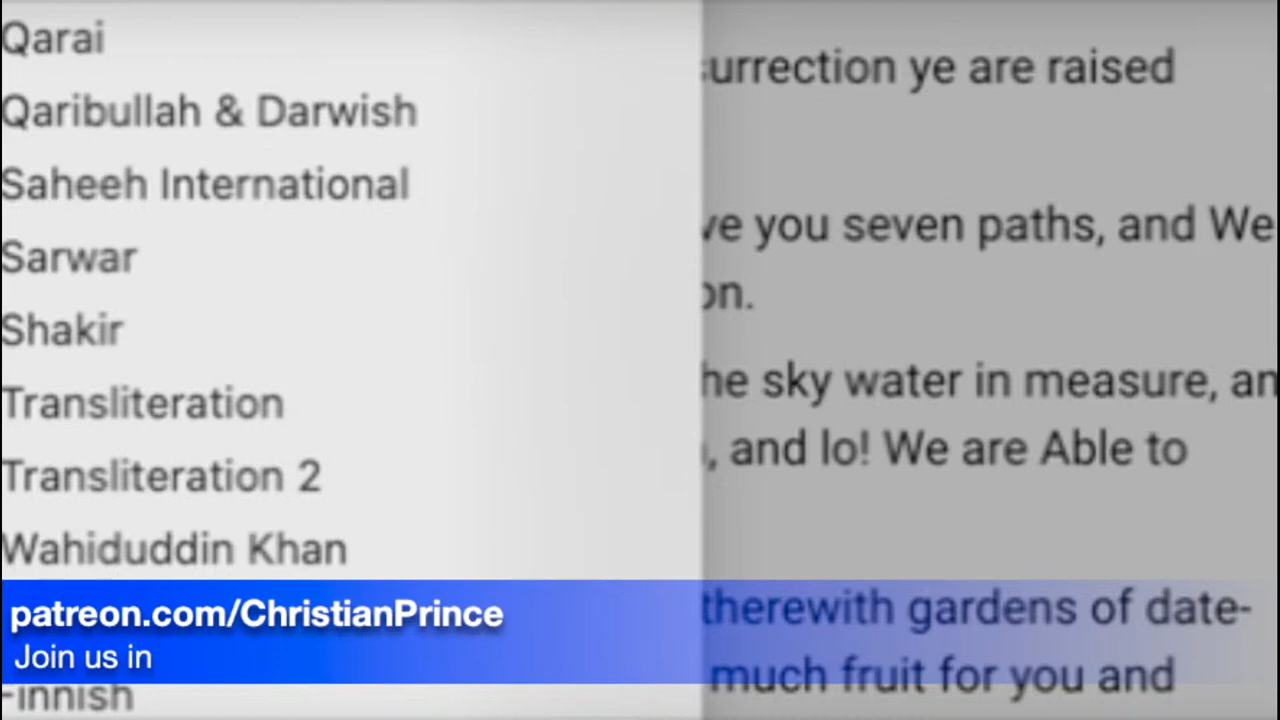 Qarai
Qaribullah & Darwish
Saheeh International
Sarwar
Shakir
Transliteration
Transliteration 2
Wahiduddin Khan
patreon.com/ChristianPrince
Join us in
-innish
urrection ye are raised
ve you seven paths, and We
on.
he sky water in measure, an
, and lo! We are Able to
therewith gardens of date-
much fruit for you and